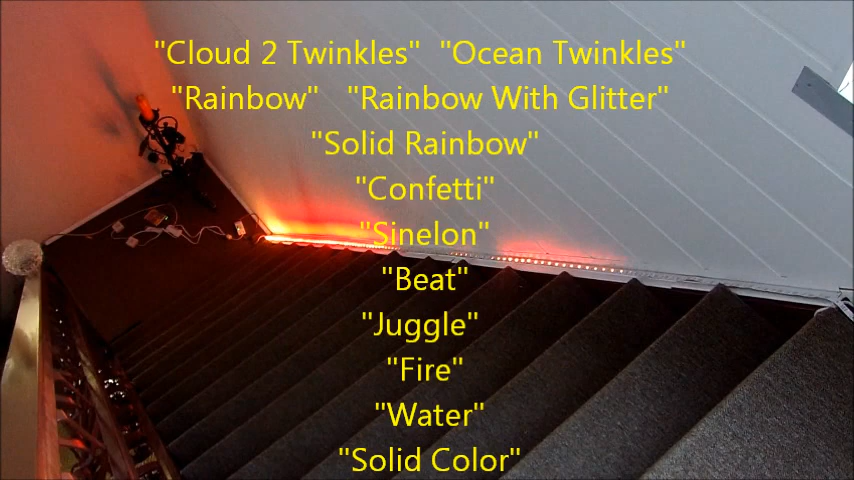 "Cloud 2 Twinkles" "Ocean Twinkles"
"Rainbow" "Rainbow With Glitter"
"Solid Rainbow"
"Confetti"
"Sinelon"
"Beat"
"Juggle"
"Fire"
"Water"
"Solid Color"